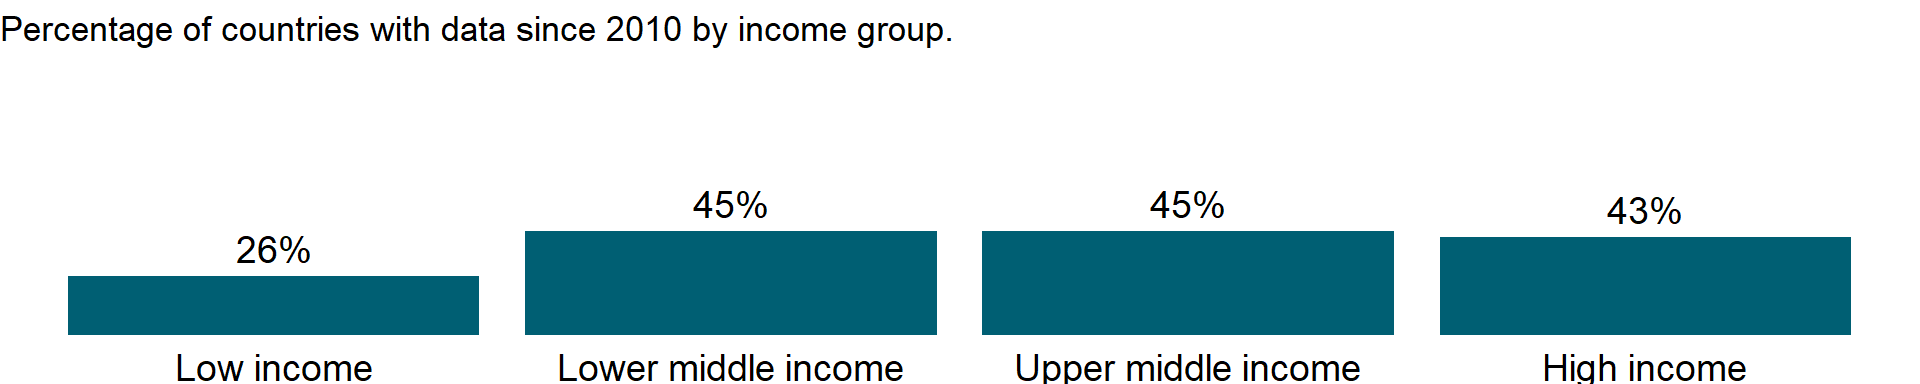 Percentage of countries with data since 2010 by income group.
45% 45% 43%
26%
Low income Lower middle income Upper middle income High income